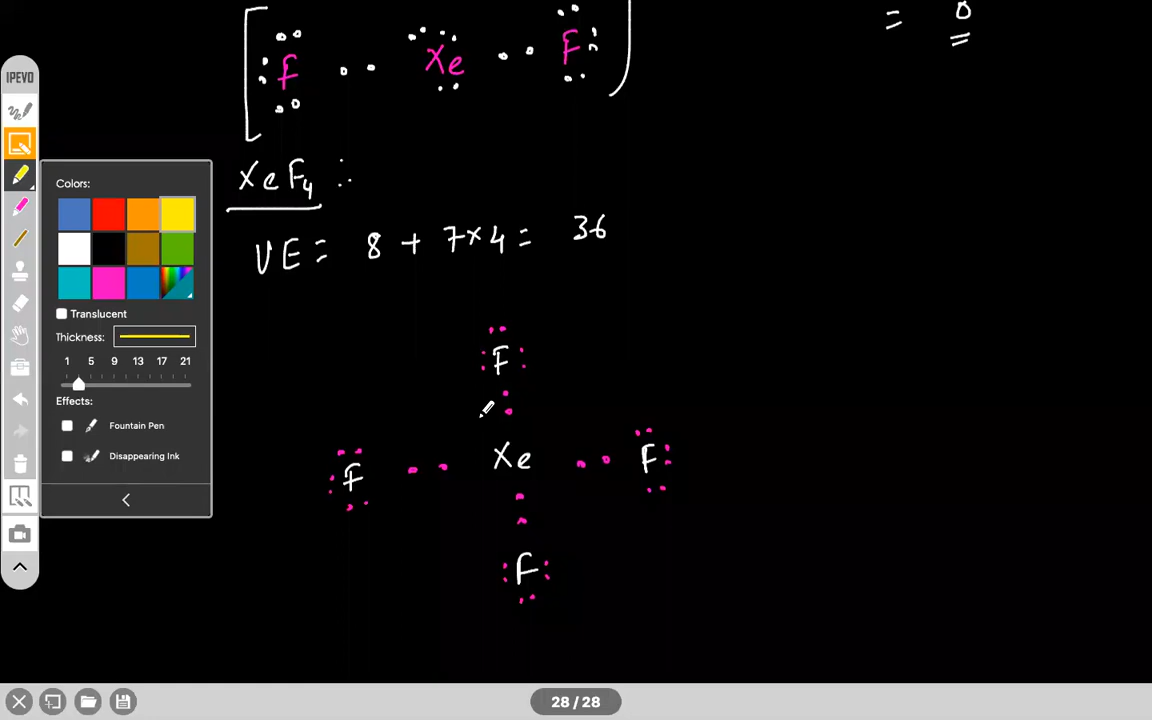 = 0
F Xe F
IPEVO
XeF₄ :
VE = 8 + 7×4 = 36
Colors:
Translucent
Thickness:
1 5 9 13 17 21
Effects:
Fountain Pen
Disappearing Ink
F
F Xe F
F
28 / 28